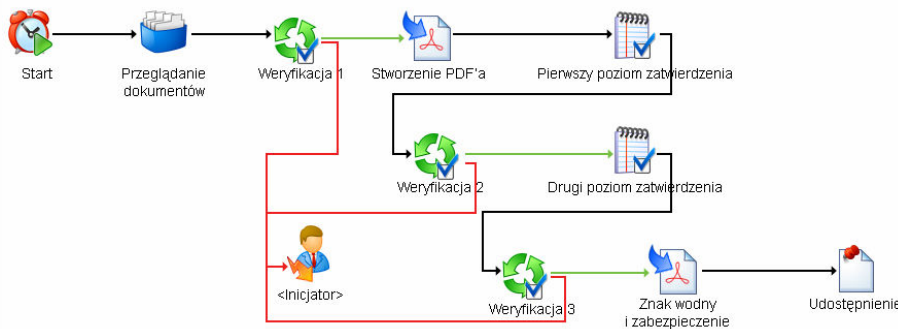 Start
Przeglądanie
dokumentów
Weryfikacja 1
Stworzenie PDF'a
Pierwszy poziom zatwierdzenia
Weryfikacja 2
Drugi poziom zatwierdzenia
<Inicjator>
Weryfikacja 3
Znak wodny
i zabezpieczenie
Udostępnienie